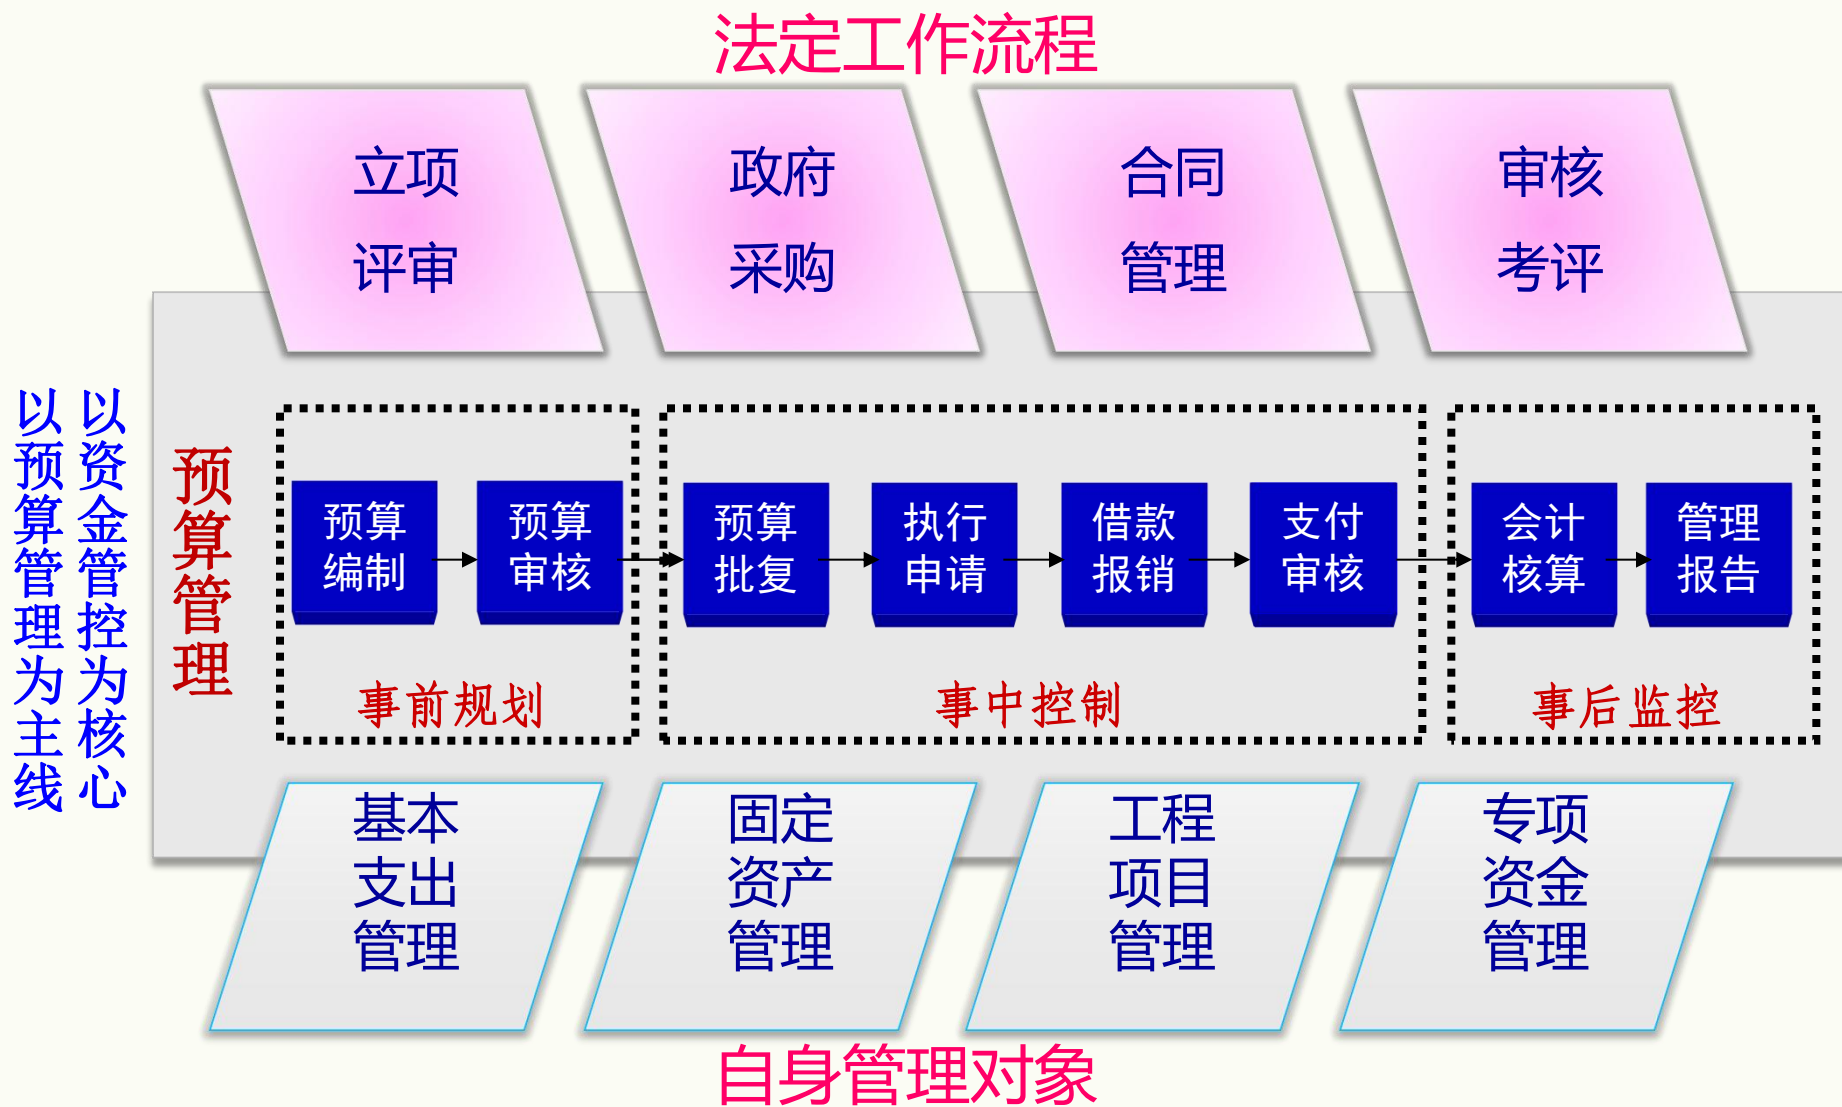 法定工作流程
立项
评审
政府
采购
合同
管理
审核
考评
以预算管理为主线
以资金管控为核心
预算管理
预算
编制
预算
审核
预算
批复
执行
申请
借款
报销
支付
审核
会计
核算
管理
报告
事前规划
事中控制
事后监控
基本
支出
管理
固定
资产
管理
工程
项目
管理
专项
资金
管理
自身管理对象